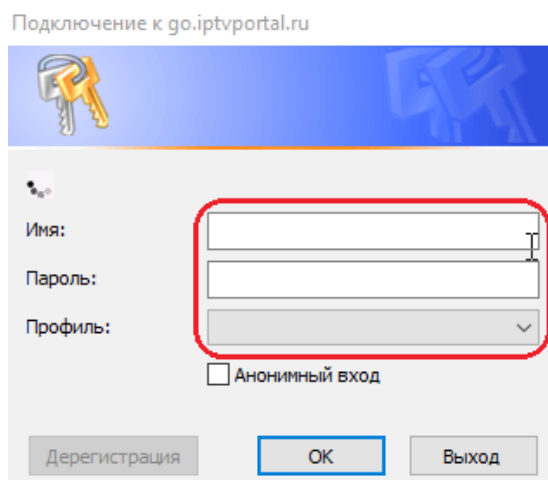 Подключение к go.iptvportal.ru
Имя:
Пароль:
Профиль:
Анонимный вход
Дерегистрация OK Выход